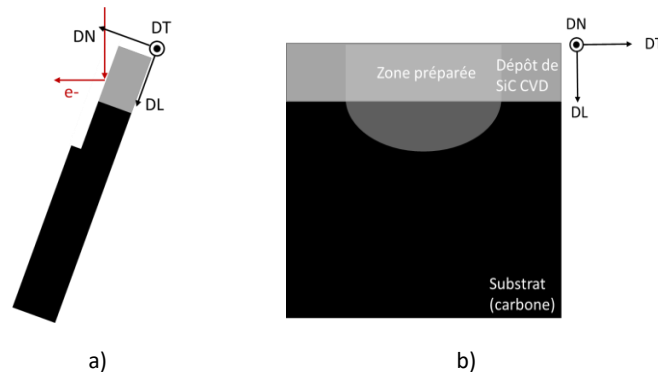 DN
DT
e-
DL
a)
Zone préparée
Dépôt de
SiC CVD
DN
DT
DL
Substrat
(carbone)
b)